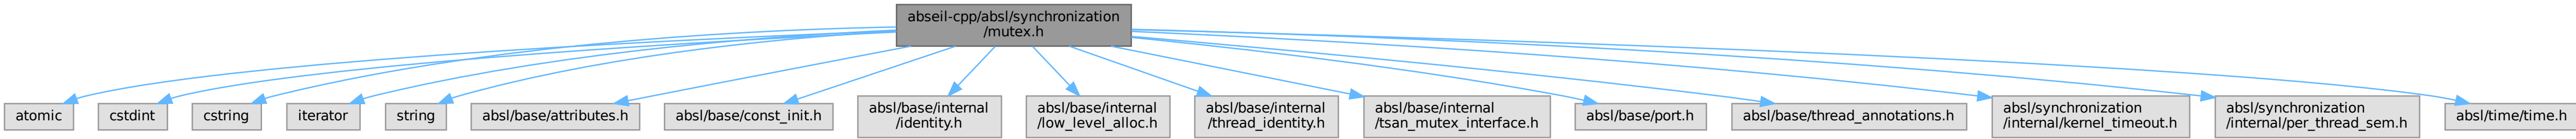 abseil-cpp/absl/synchronization
/mutex.h
atomic
cstdint
cstring
iterator
string
absl/base/attributes.h
absl/base/const_init.h
absl/base/internal
/identity.h
absl/base/internal
/low_level_alloc.h
absl/base/internal
/thread_identity.h
absl/base/internal
/tsan_mutex_interface.h
absl/base/port.h
absl/base/thread_annotations.h
absl/synchronization
/internal/kernel_timeout.h
absl/synchronization
/internal/per_thread_sem.h
absl/time/time.h